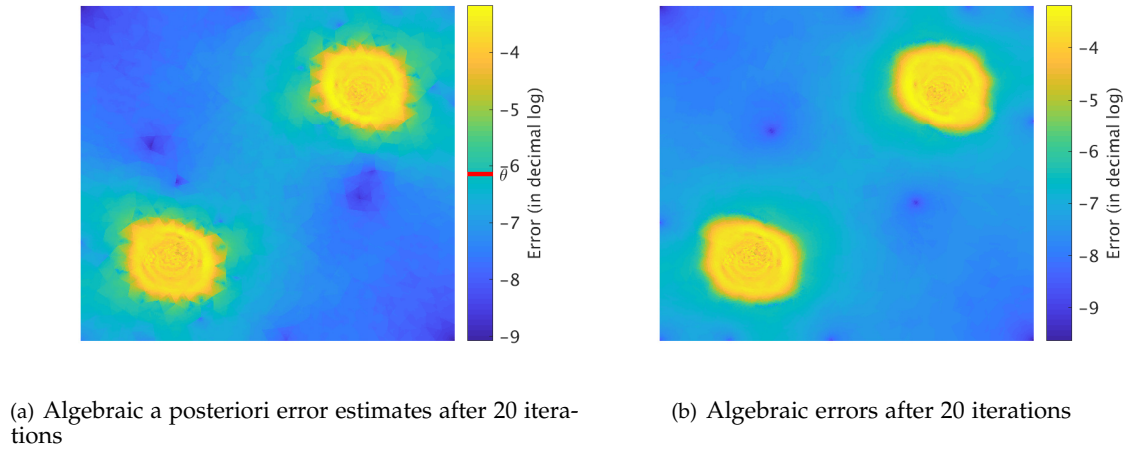 −4
−5
−6
θ̅
−7
−8
−9
Error (in decimal log)
−4
−5
−6
−7
−8
−9
Error (in decimal log)
(a) Algebraic a posteriori error estimates after 20 itera-
tions
(b) Algebraic errors after 20 iterations